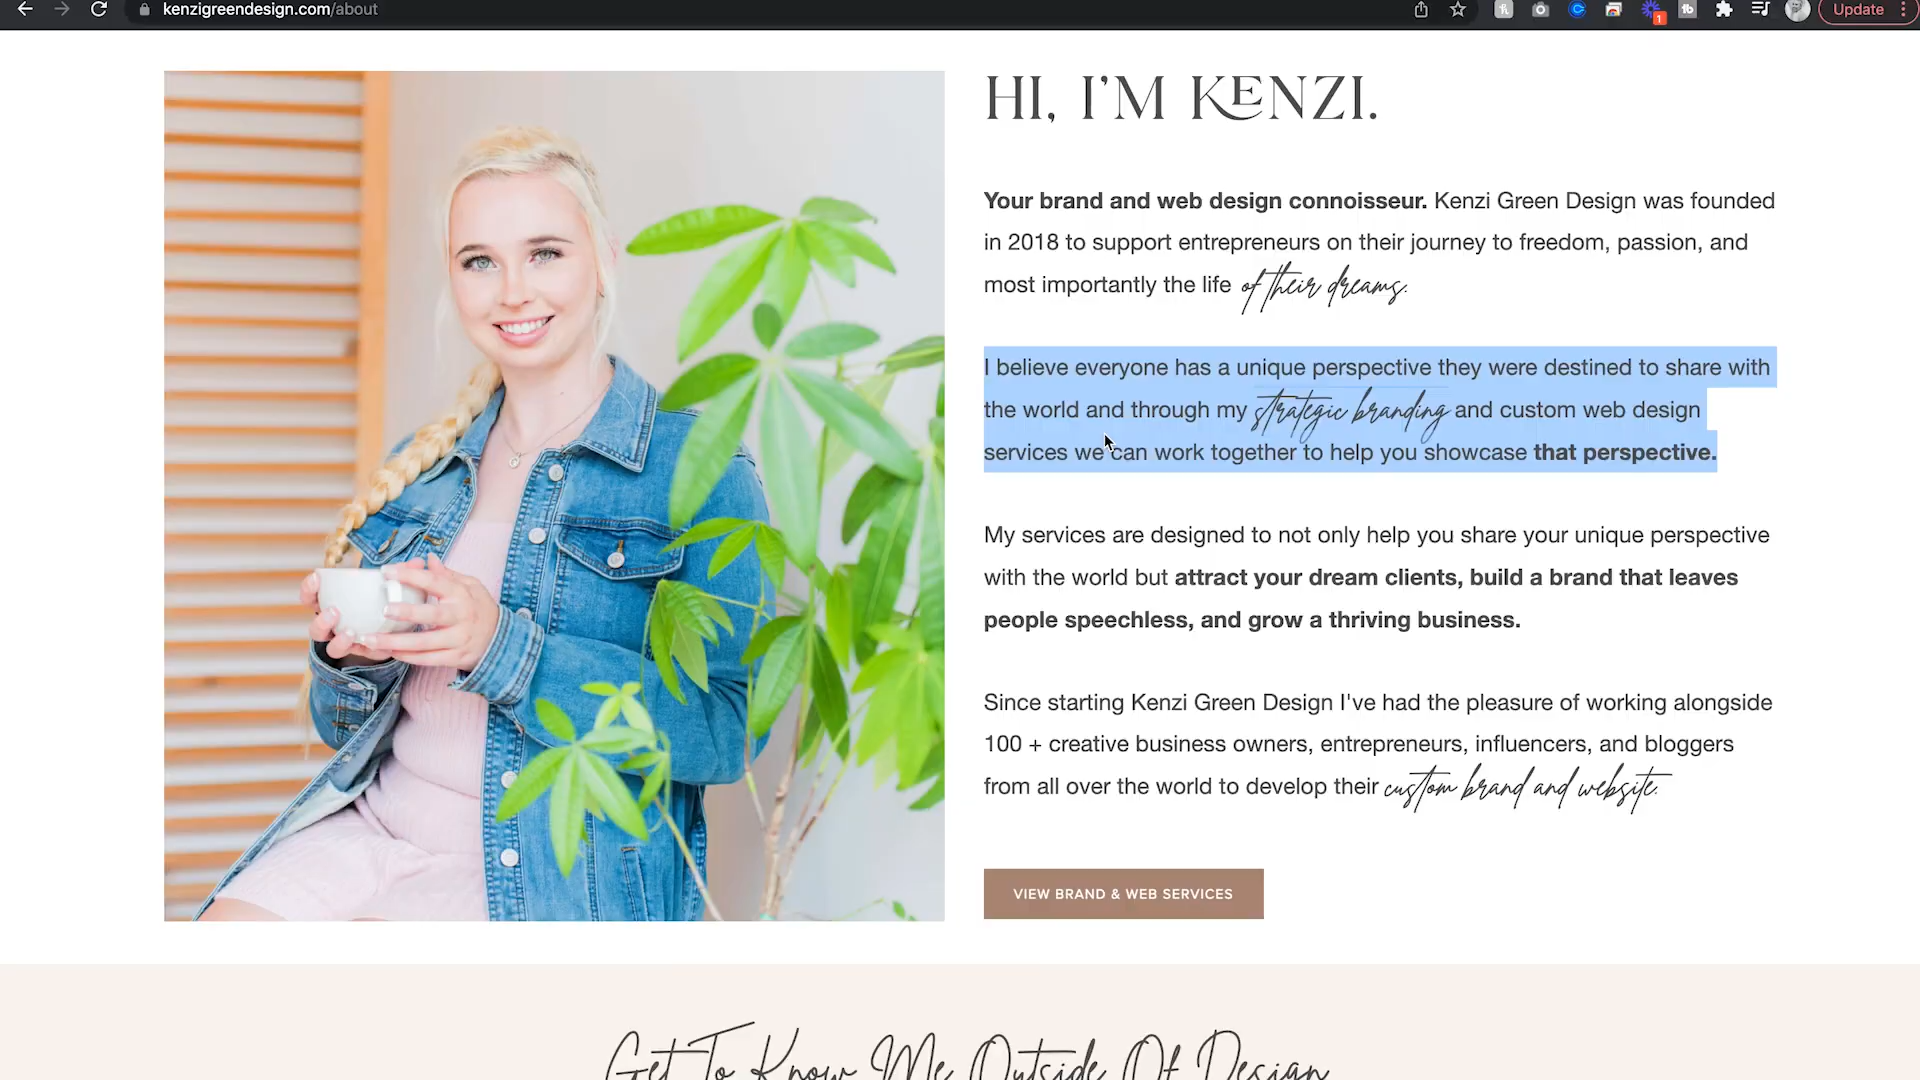 kenzigreendesign.com/about
1
Update
HI, I'M KENZI.
Your brand and web design connoisseur. Kenzi Green Design was founded
in 2018 to support entrepreneurs on their journey to freedom, passion, and
most importantly the life of their dreams.
I believe everyone has a unique perspective they were destined to share with
the world and through my strategic branding and custom web design
services we can work together to help you showcase that perspective.
My services are designed to not only help you share your unique perspective
with the world but attract your dream clients, build a brand that leaves
people speechless, and grow a thriving business.
Since starting Kenzi Green Design I've had the pleasure of working alongside
100 + creative business owners, entrepreneurs, influencers, and bloggers
from all over the world to develop their custom brand and website.
VIEW BRAND & WEB SERVICES
Get To Know Me Outside Of Design